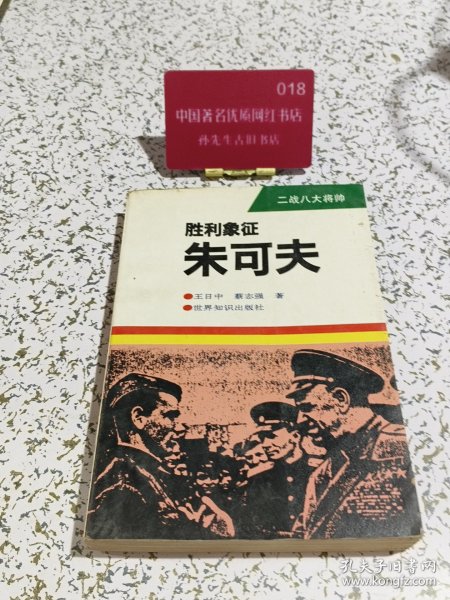 018
中国著名优质网红书店
孙先生古旧书店
二战八大将帅
胜利象征
朱可夫
●王日中 蔡志强 著
●世界知识出版社
孔夫子旧书网
www.kongfz.com